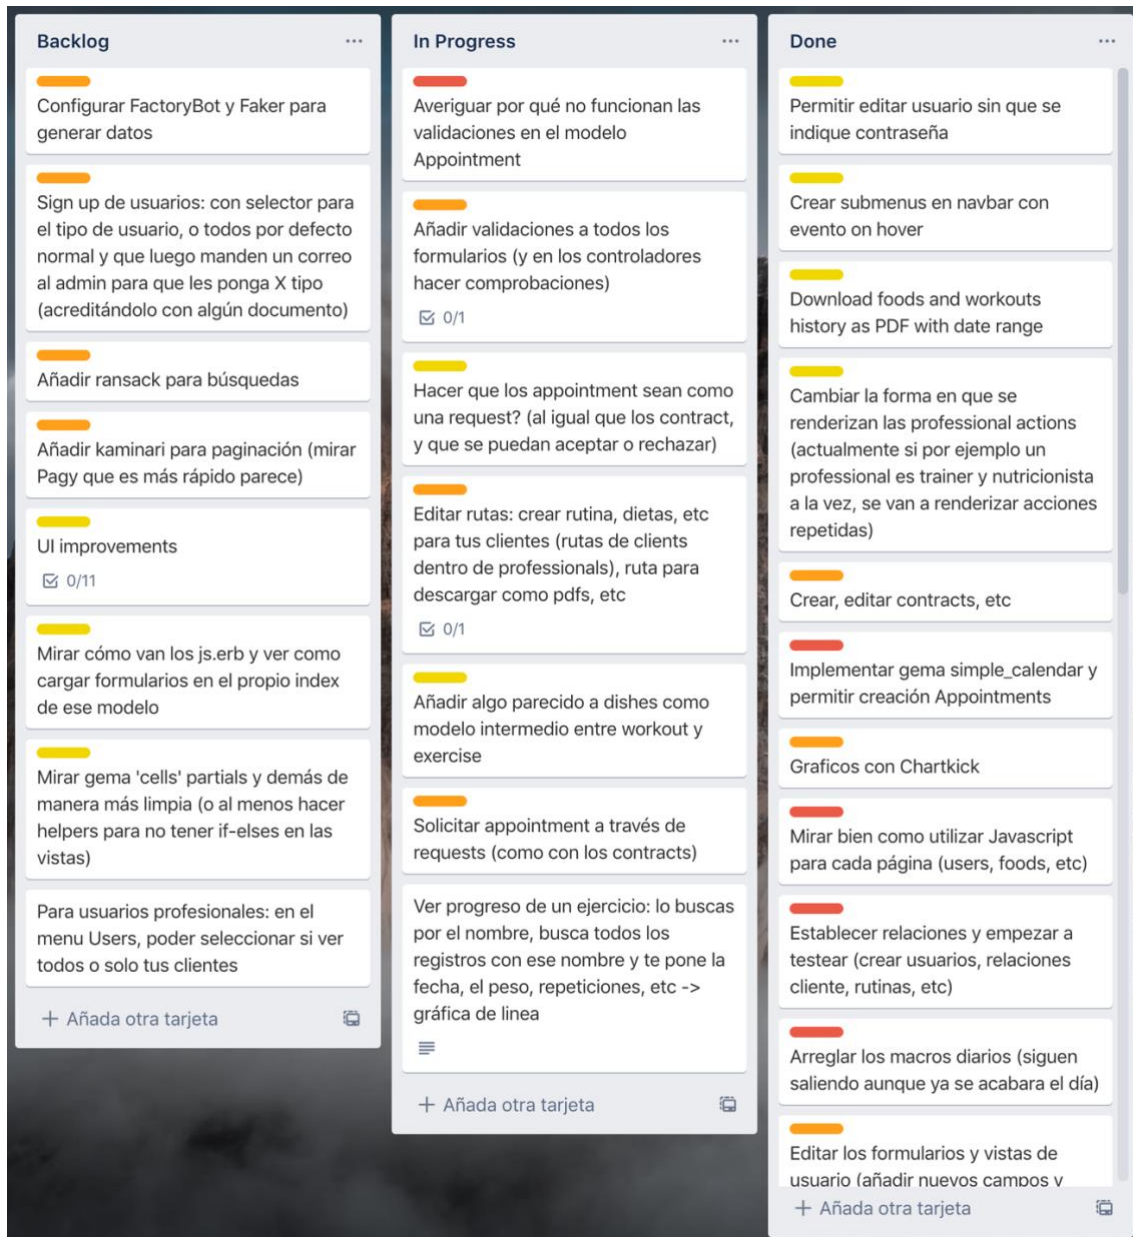 Backlog
Configurar FactoryBot y Faker para
generar datos
Sign up de usuarios: con selector para
el tipo de usuario, o todos por defecto
normal y que luego manden un correo
al admin para que les ponga X tipo
(acreditándolo con algún documento)
Añadir ransack para búsquedas
Añadir kaminari para paginación (mirar
Pagy que es más rápido parece)
UI improvements
0/11
Mirar cómo van los js.erb y ver como
cargar formularios en el propio index
de ese modelo
Mirar gema 'cells' partials y demás de
manera más limpia (o al menos hacer
helpers para no tener if-elses en las
vistas)
Para usuarios profesionales: en el
menu Users, poder seleccionar si ver
todos o solo tus clientes
+ Añada otra tarjeta
In Progress
Averiguar por qué no funcionan las
validaciones en el modelo
Appointment
Añadir validaciones a todos los
formularios (y en los controladores
hacer comprobaciones)
0/1
Hacer que los appointment sean como
una request? (al igual que los contract,
y que se puedan aceptar o rechazar)
Editar rutas: crear rutina, dietas, etc
para tus clientes (rutas de clients
dentro de professionals), ruta para
descargar como pdfs, etc
0/1
Añadir algo parecido a dishes como
modelo intermedio entre workout y
exercise
Solicitar appointment a través de
requests (como con los contracts)
Ver progreso de un ejercicio: lo buscas
por el nombre, busca todos los
registros con ese nombre y te pone la
fecha, el peso, repeticiones, etc ->
gráfica de linea
+ Añada otra tarjeta
Done
Permitir editar usuario sin que se
indique contraseña
Crear submenus en navbar con
evento on hover
Download foods and workouts
history as PDF with date range
Cambiar la forma en que se
renderizan las professional actions
(actualmente si por ejemplo un
professional es trainer y nutricionista
a la vez, se van a renderizar acciones
repetidas)
Crear, editar contracts, etc
Implementar gema simple_calendar y
permitir creación Appointments
Graficos con Chartkick
Mirar bien como utilizar Javascript
para cada página (users, foods, etc)
Establecer relaciones y empezar a
testear (crear usuarios, relaciones
cliente, rutinas, etc)
Arreglar los macros diarios (siguen
saliendo aunque ya se acabara el día)
Editar los formularios y vistas de
usuario (añadir nuevos campos y
+ Añada otra tarjeta